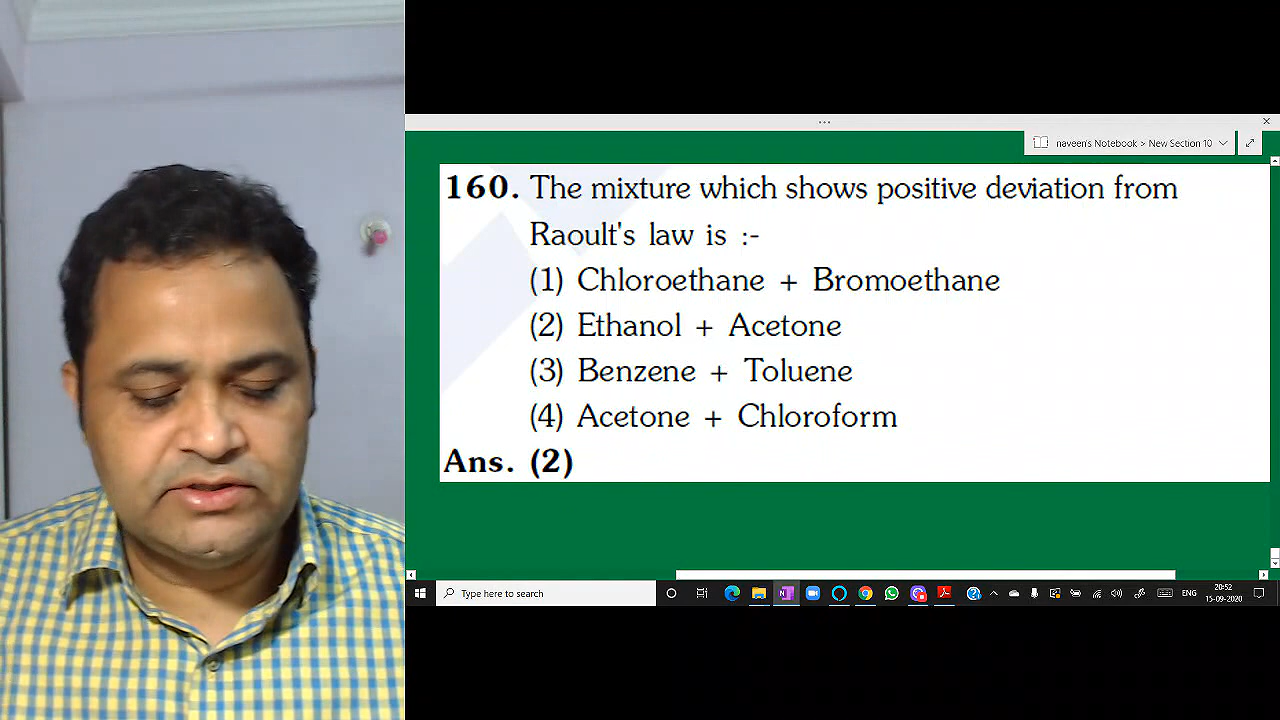 ...
naveen's Notebook > New Section 10
160. The mixture which shows positive deviation from
Raoult's law is :-
(1) Chloroethane + Bromoethane
(2) Ethanol + Acetone
(3) Benzene + Toluene
(4) Acetone + Chloroform
Ans. (2)
Type here to search
ENG
20:52
15-09-2020